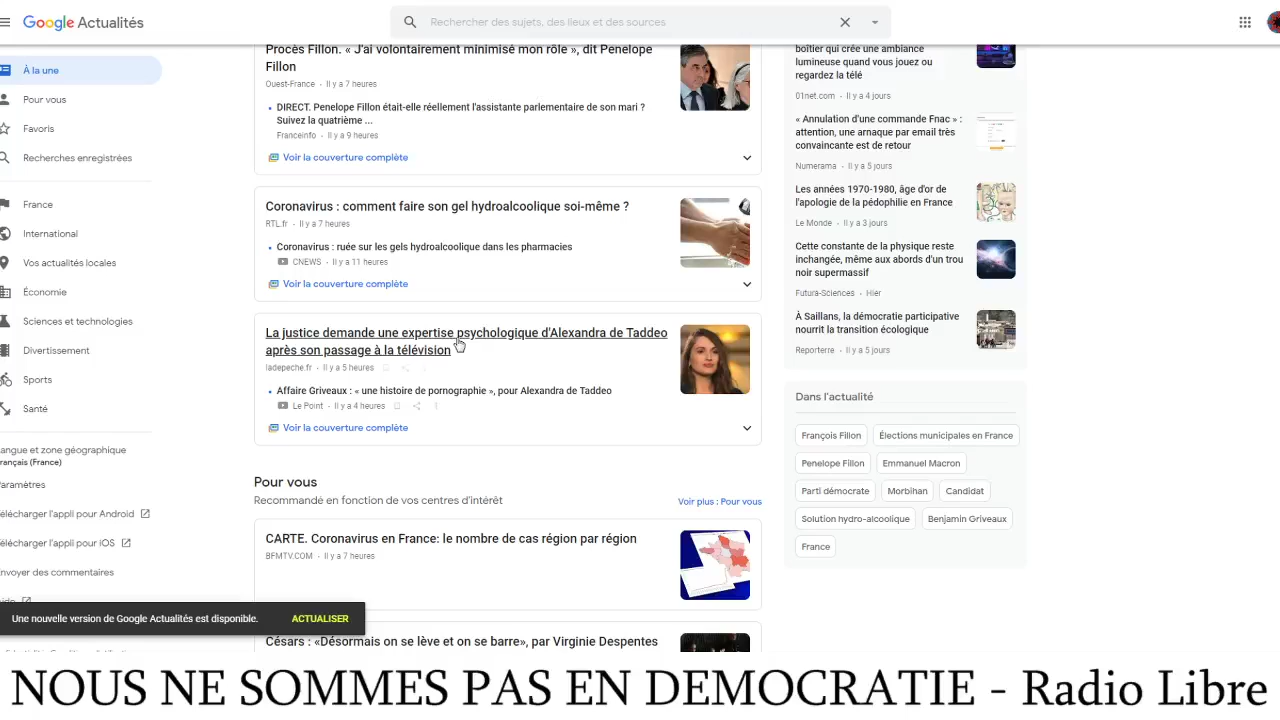 Google Actualités
Rechercher des sujets, des lieux et des sources
À la une
Pour vous
Favoris
Recherches enregistrées
France
International
Vos actualités locales
Économie
Sciences et technologies
Divertissement
Sports
Santé
angue et zone géographique
rançais (France)
aramètres
élécharger l'appli pour Android
élécharger l'appli pour iOS
nvoyer des commentaires
Une nouvelle version de Google Actualités est disponible. ACTUALISER
Procès Fillon. « J'ai volontairement minimisé mon rôle », dit Penelope
Fillon
Ouest-France · Il y a 7 heures
• DIRECT. Penelope Fillon était-elle réellement l'assistante parlementaire de son mari ?
Suivez la quatrième ...
Franceinfo · Il y a 9 heures
Voir la couverture complète
Coronavirus : comment faire son gel hydroalcoolique soi-même ?
RTL.fr · Il y a 7 heures
• Coronavirus : ruée sur les gels hydroalcoolique dans les pharmacies
CNEWS · Il y a 11 heures
Voir la couverture complète
La justice demande une expertise psychologique d'Alexandra de Taddeo
après son passage à la télévision
ladepeche.fr · Il y a 5 heures
• Affaire Griveaux : « une histoire de pornographie », pour Alexandra de Taddeo
Le Point · Il y a 4 heures
Voir la couverture complète
Pour vous
Recommandé en fonction de vos centres d'intérêt
Voir plus : Pour vous
CARTE. Coronavirus en France: le nombre de cas région par région
BFMTV.COM · Il y a 7 heures
Césars : «Désormais on se lève et on se barre», par Virginie Despentes
boîtier qui crée une ambiance
lumineuse quand vous jouez ou
regardez la télé
01net.com · Il y a 4 jours
« Annulation d'une commande Fnac » :
attention, une arnaque par email très
convaincante est de retour
Numerama · Il y a 5 jours
Les années 1970-1980, âge d'or de
l'apologie de la pédophilie en France
Le Monde · Il y a 3 jours
Cette constante de la physique reste
inchangée, même aux abords d'un trou
noir supermassif
Futura-Sciences · Hier
À Saillans, la démocratie participative
nourrit la transition écologique
Reporterre · Il y a 5 jours
Dans l'actualité
François Fillon
Élections municipales en France
Penelope Fillon
Emmanuel Macron
Parti démocrate
Morbihan
Candidat
Solution hydro-alcoolique
Benjamin Griveaux
France
NOUS NE SOMMES PAS EN DEMOCRATIE - Radio Libre